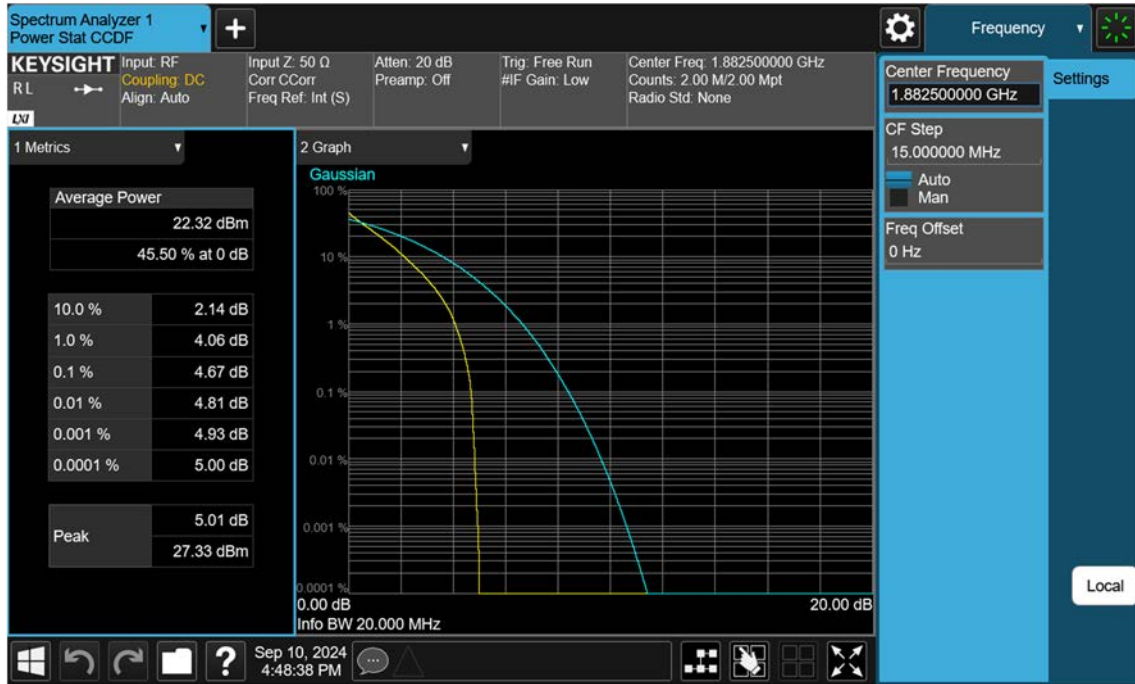 Spectrum Analyzer 1
Power Stat CCDF
Frequency
KEYSIGHT
R L
LXI
Input: RF
Coupling: DC
Align: Auto
Input Z: 50 Ω
Corr CCorr
Freq Ref: Int (S)
Atten: 20 dB
Preamp: Off
Trig: Free Run
#IF Gain: Low
Center Freq: 1.882500000 GHz
Counts: 2.00 M/2.00 Mpt
Radio Std: None
Center Frequency
1.882500000 GHz
Settings
CF Step
15.000000 MHz
Auto
Man
Freq Offset
0 Hz
Local
1 Metrics
Average Power
22.32 dBm
45.50 % at 0 dB
10.0 % 2.14 dB
1.0 % 4.06 dB
0.1 % 4.67 dB
0.01 % 4.81 dB
0.001 % 4.93 dB
0.0001 % 5.00 dB
Peak
5.01 dB
27.33 dBm
2 Graph
Gaussian
100 %
10 %
1 %
0.1 %
0.01 %
0.001 %
0.0001 %
0.00 dB 20.00 dB
Info BW 20.000 MHz
?
Sep 10, 2024
4:48:38 PM